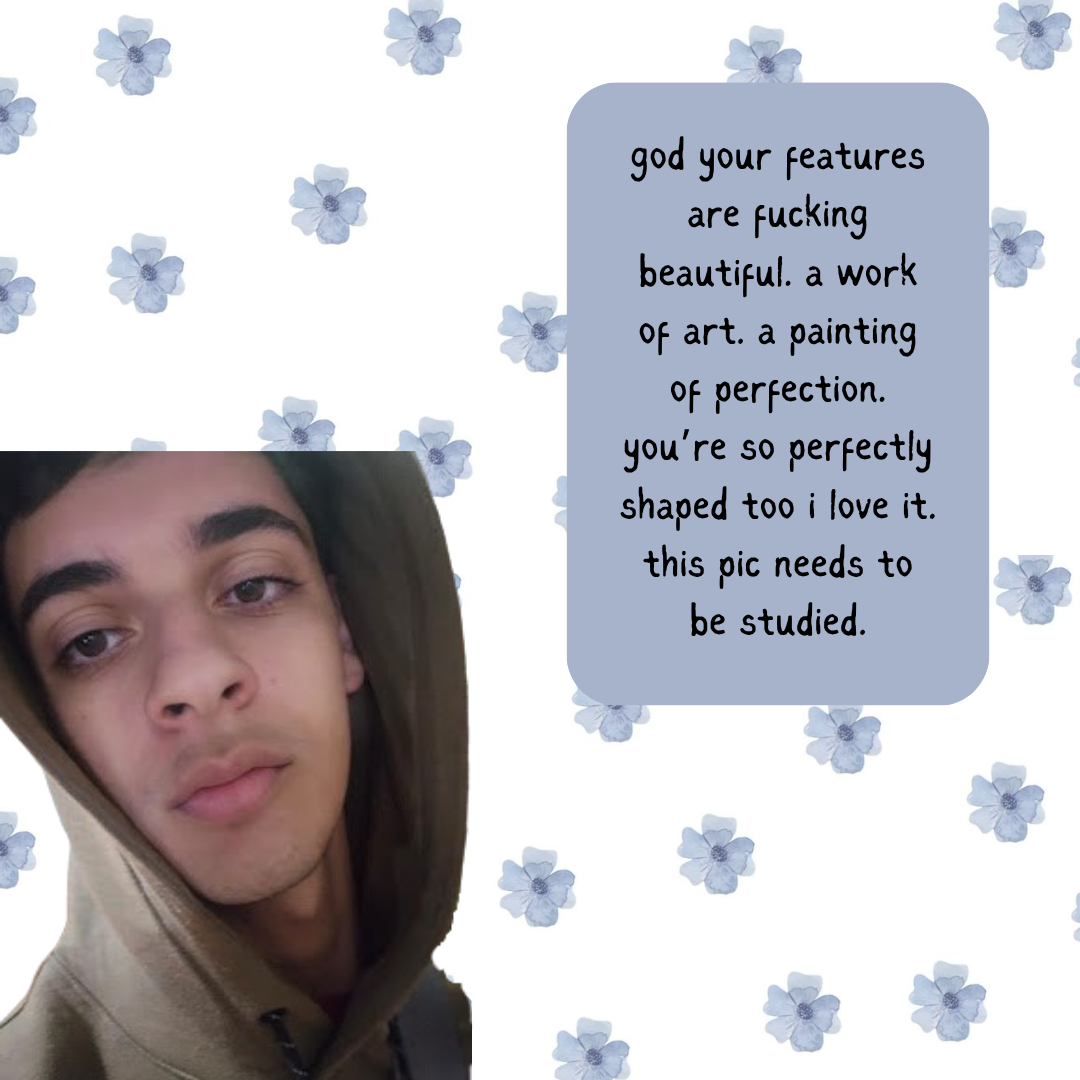 god your features
are fucking
beautiful. a work
of art. a painting
of perfection.
you're so perfectly
shaped too i love it.
this pic needs to
be studied.